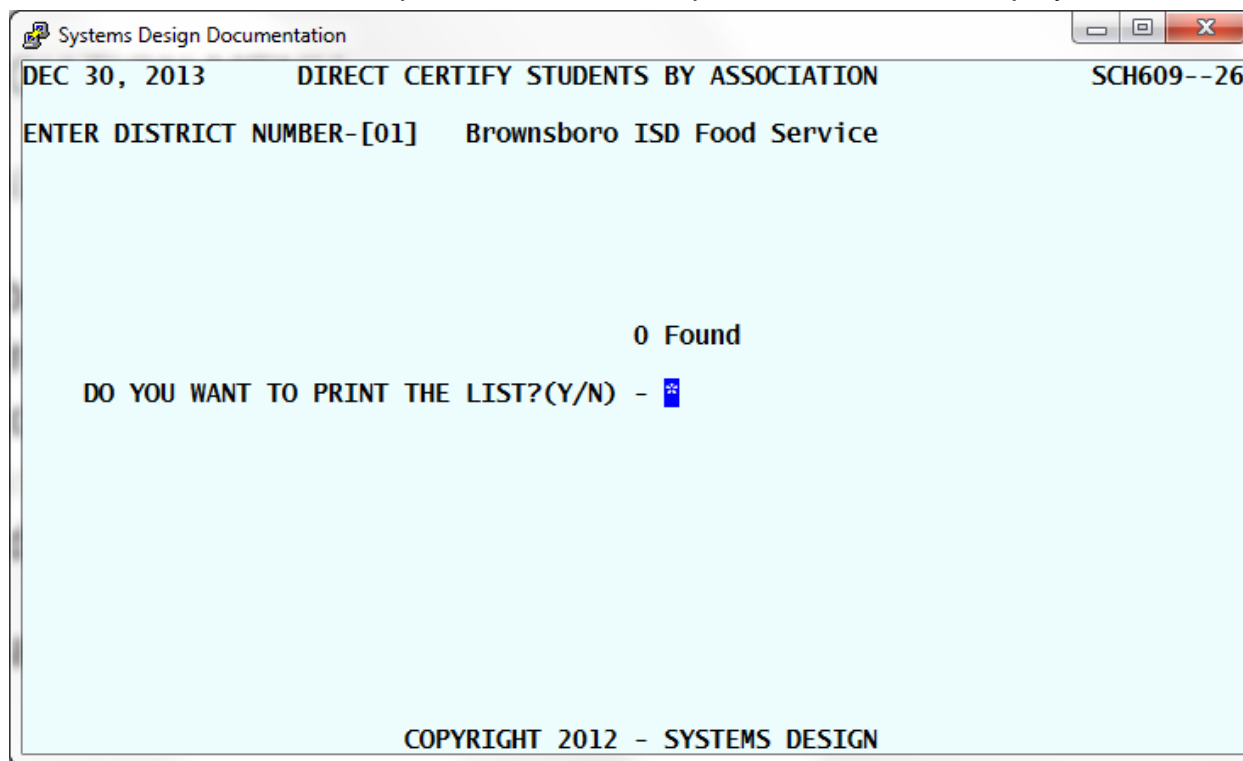 Systems Design Documentation
DEC 30, 2013 DIRECT CERTIFY STUDENTS BY ASSOCIATION SCH609--26
ENTER DISTRICT NUMBER-[01] Brownsboro ISD Food Service
0 Found
DO YOU WANT TO PRINT THE LIST?(Y/N) - *
COPYRIGHT 2012 - SYSTEMS DESIGN